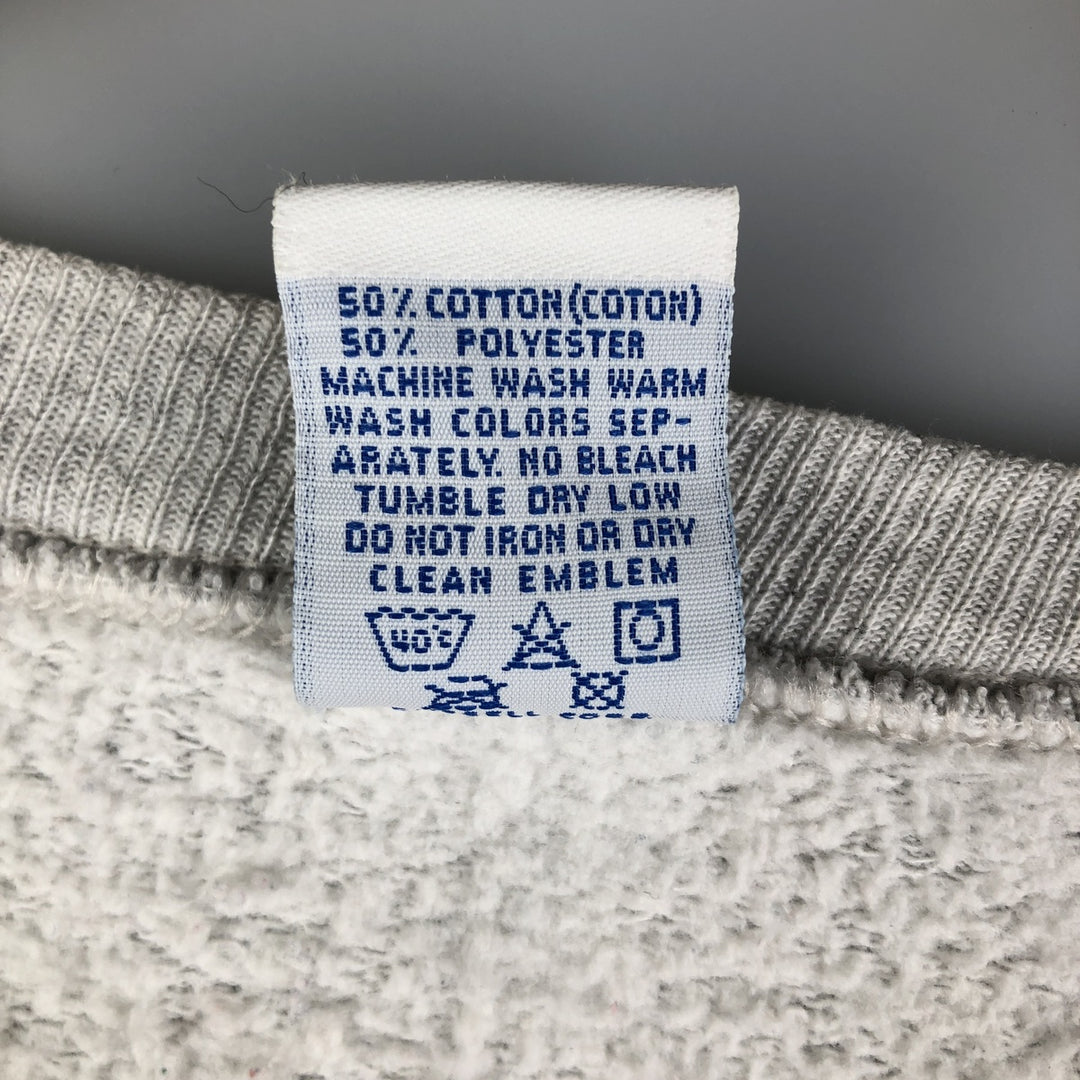 50% COTTON (COTON)
50% POLYESTER
MACHINE WASH WARM
WASH COLORS SEP-
ARATELY. NO BLEACH
TUMBLE DRY LOW
DO NOT IRON OR DRY
CLEAN EMBLEM
40°C